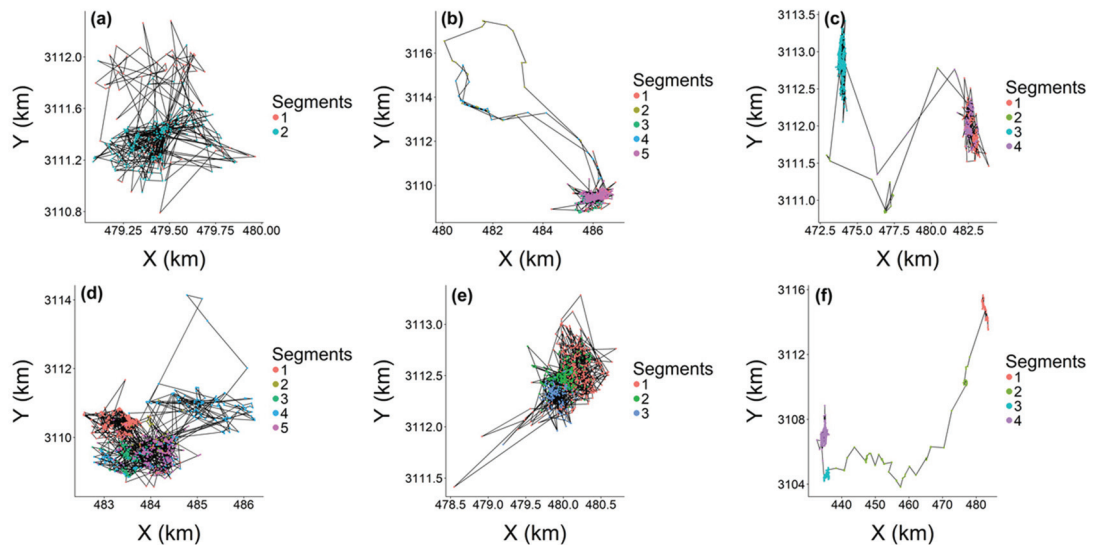 (a)
3112.0
3111.6
3111.2
3110.8
Y (km)
479.25 479.50 479.75 480.00
X (km)
Segments
1
2
(b)
3116
3114
3112
3110
Y (km)
480 482 484 486
X (km)
Segments
1
2
3
4
5
(c)
3113.5
3113.0
3112.5
3112.0
3111.5
3111.0
Y (km)
472.5 475.0 477.5 480.0 482.5
X (km)
Segments
1
2
3
4
(d)
3114
3112
3110
Y (km)
483 484 485 486
X (km)
Segments
1
2
3
4
5
(e)
3113.0
3112.5
3112.0
3111.5
Y (km)
478.5 479.0 479.5 480.0 480.5
X (km)
Segments
1
2
3
(f)
3116
3112
3108
3104
Y (km)
440 450 460 470 480
X (km)
Segments
1
2
3
4